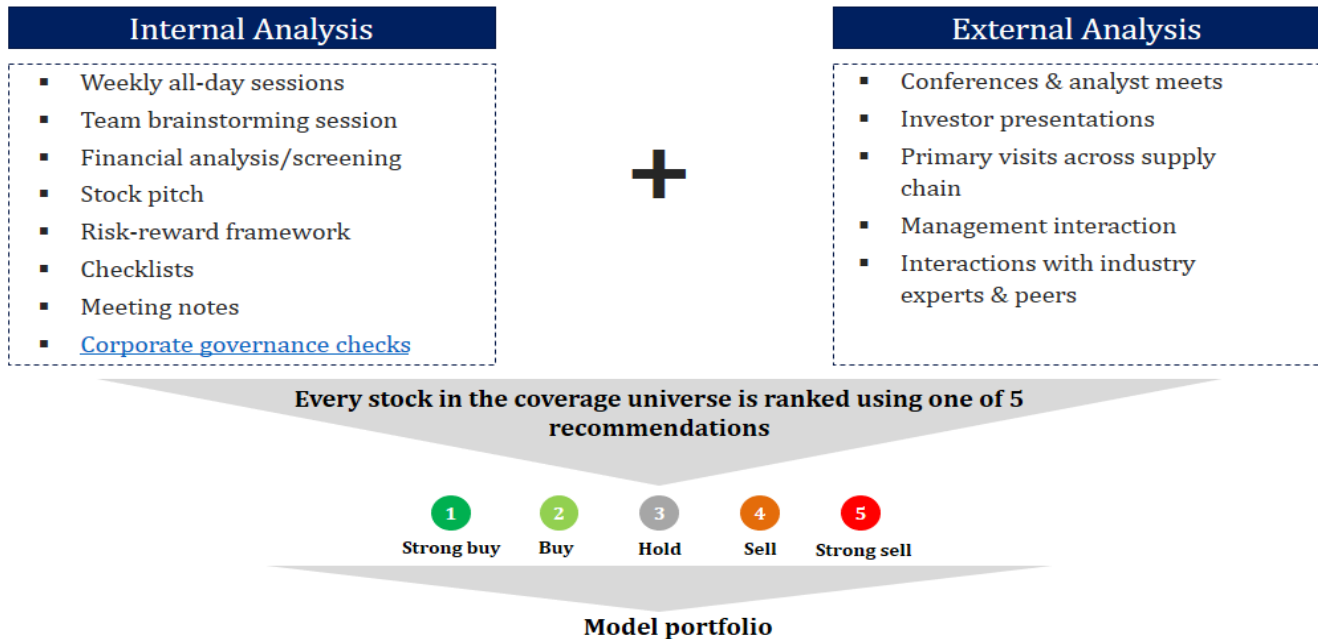 Internal Analysis
▪ Weekly all-day sessions
▪ Team brainstorming session
▪ Financial analysis/screening
▪ Stock pitch
▪ Risk-reward framework
▪ Checklists
▪ Meeting notes
▪ Corporate governance checks
+
External Analysis
▪ Conferences & analyst meets
▪ Investor presentations
▪ Primary visits across supply
chain
▪ Management interaction
▪ Interactions with industry
experts & peers
Every stock in the coverage universe is ranked using one of 5
recommendations
1 2 3 4 5
Strong buy Buy Hold Sell Strong sell
Model portfolio